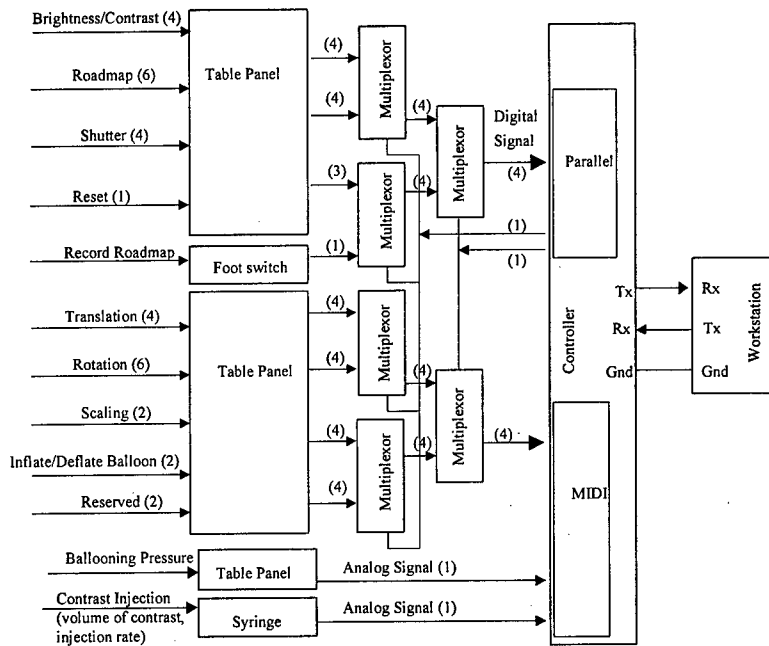 Brightness/Contrast (4)
Roadmap (6)
Shutter (4)
Reset (1)
Record Roadmap
Translation (4)
Rotation (6)
Scaling (2)
Inflate/Deflate Balloon (2)
Reserved (2)
Ballooning Pressure
Contrast Injection
(volume of contrast,
injection rate)
Table Panel
Foot switch
Table Panel
Table Panel
Syringe
(4)
(4)
(3)
(1)
(4)
(4)
(4)
(4)
Multiplexor
Multiplexor
Multiplexor
Multiplexor
(4)
(4)
(4)
(4)
Multiplexor
Multiplexor
Digital
Signal
(4)
(1)
(1)
(4)
Analog Signal (1)
Analog Signal (1)
Parallel
Controller
MIDI
Tx
Rx
Gnd
Rx
Tx
Gnd
Workstation